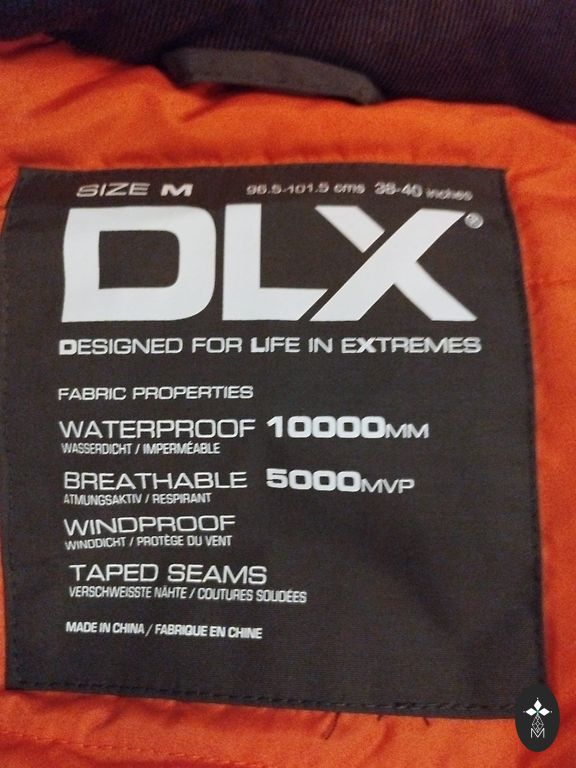 SIZE M 96.5-101.5 cms 38-40 inches
DLX®
DESIGNED FOR LIFE IN EXTREMES
FABRIC PROPERTIES
WATERPROOF 10000MM
WASSERDICHT / IMPERMÉABLE
BREATHABLE 5000MVP
ATMUNGSAKTIV / RESPIRANT
WINDPROOF
WINDDICHT / PROTÈGE DU VENT
TAPED SEAMS
VERSCHWEISSTE NÄHTE / COUTURES SOUDÉES
MADE IN CHINA / FABRIQUE EN CHINE
M